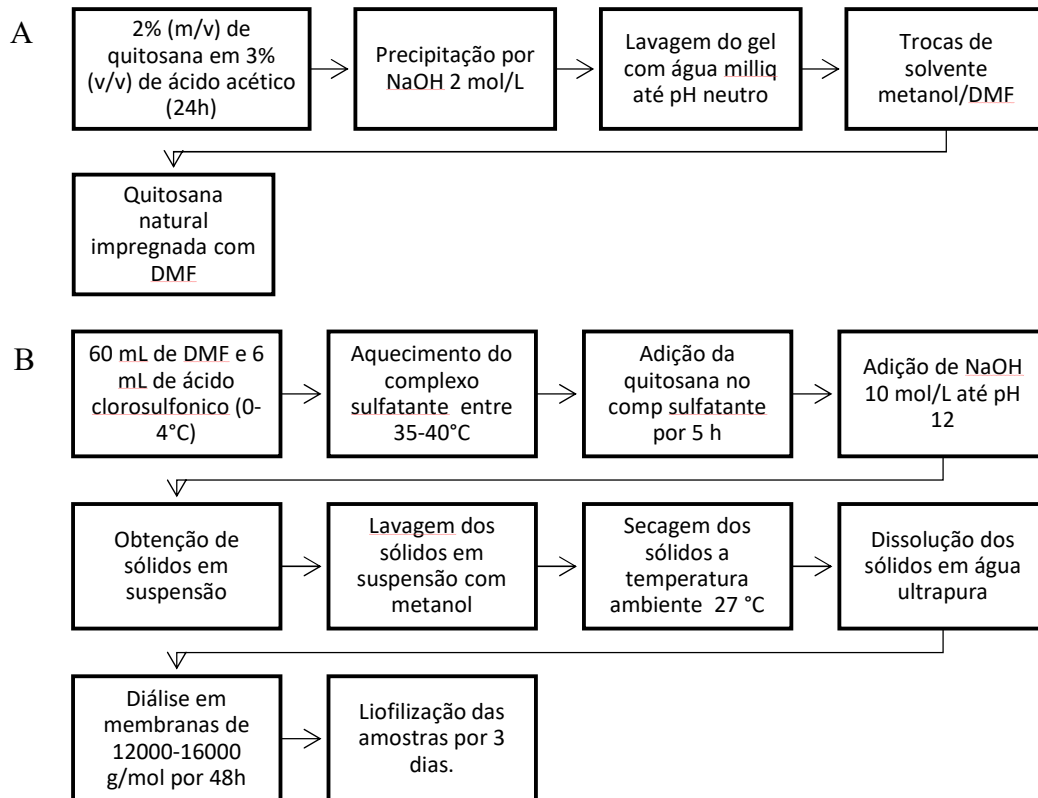 A
2% (m/v) de
quitosana em 3%
(v/v) de ácido acético
(24h)
Precipitação por
NaOH 2 mol/L
Lavagem do gel
com água milliq
até pH neutro
Trocas de
solvente
metanol/DMF
Quitosana
natural
impregnada com
DMF
B
60 mL de DMF e 6
mL de ácido
clorosulfonico (0-
4°C)
Aquecimento do
complexo
sulfatante entre
35-40°C
Adição da
quitosana no
comp sulfatante
por 5 h
Adição de NaOH
10 mol/L até pH
12
Obtenção de
sólidos em
suspensão
Lavagem dos
sólidos em
suspensão com
metanol
Secagem dos
sólidos a
temperatura
ambiente 27 °C
Dissolução dos
sólidos em água
ultrapura
Diálise em
membranas de
12000-16000
g/mol por 48h
Liofilização das
amostras por 3
dias.